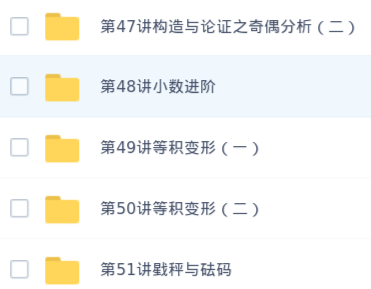 第47讲构造与论证之奇偶分析（二）
第48讲小数进阶
第49讲等积变形（一）
第50讲等积变形（二）
第51讲戥秤与砝码